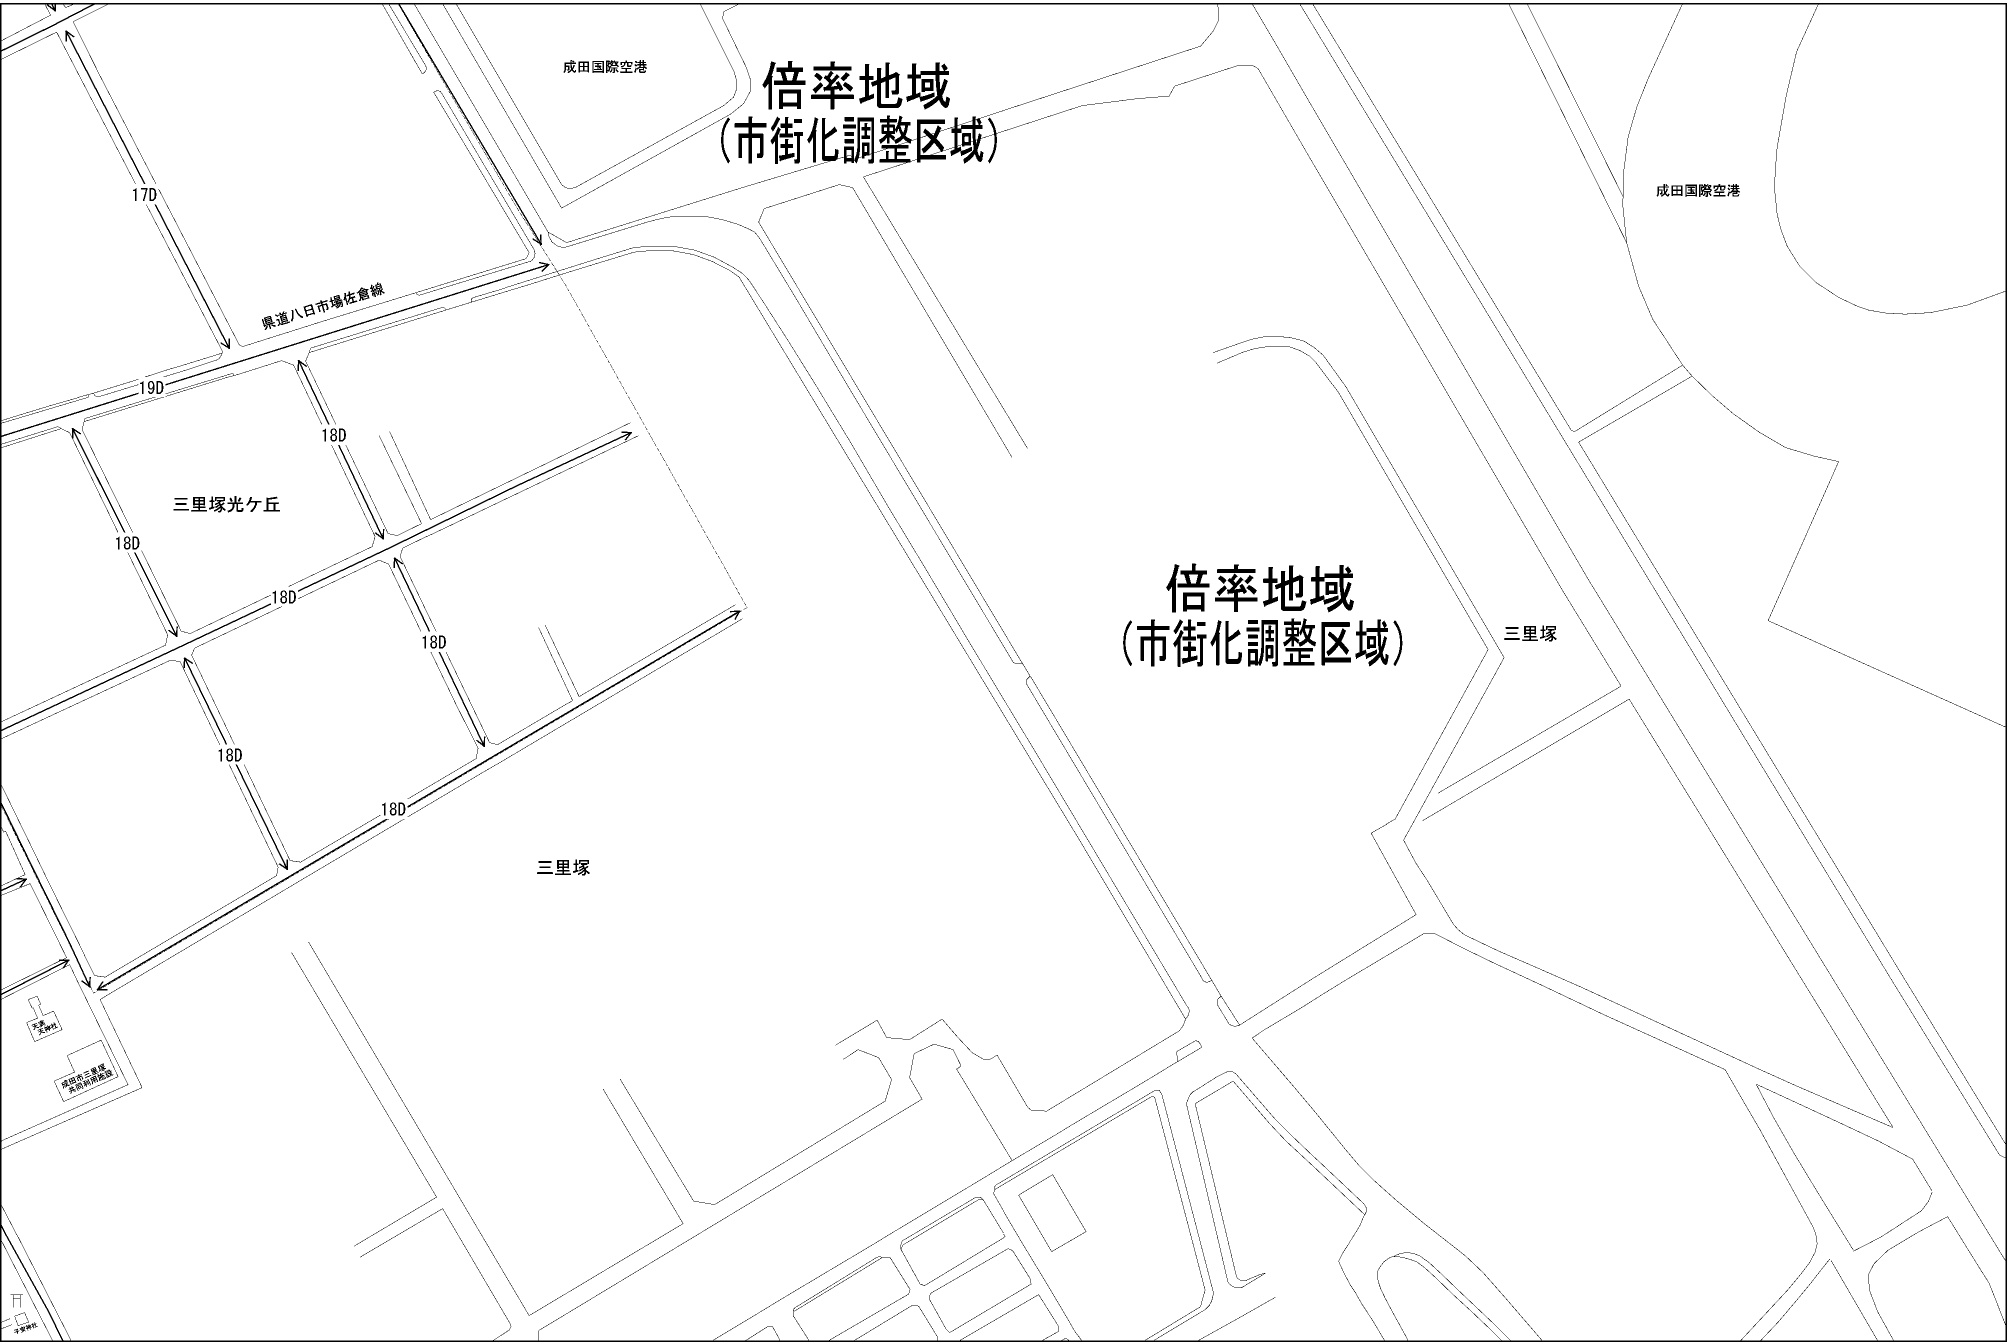 成田国際空港
倍率地域
(市街化調整区域)
17D
成田国際空港
県道八日市場佐倉線
19D
18D
三里塚光ケ丘
18D
18D
18D
倍率地域
(市街化調整区域)
三里塚
18D
18D
三里塚
成田市三里塚
共同利用施設
子安神社